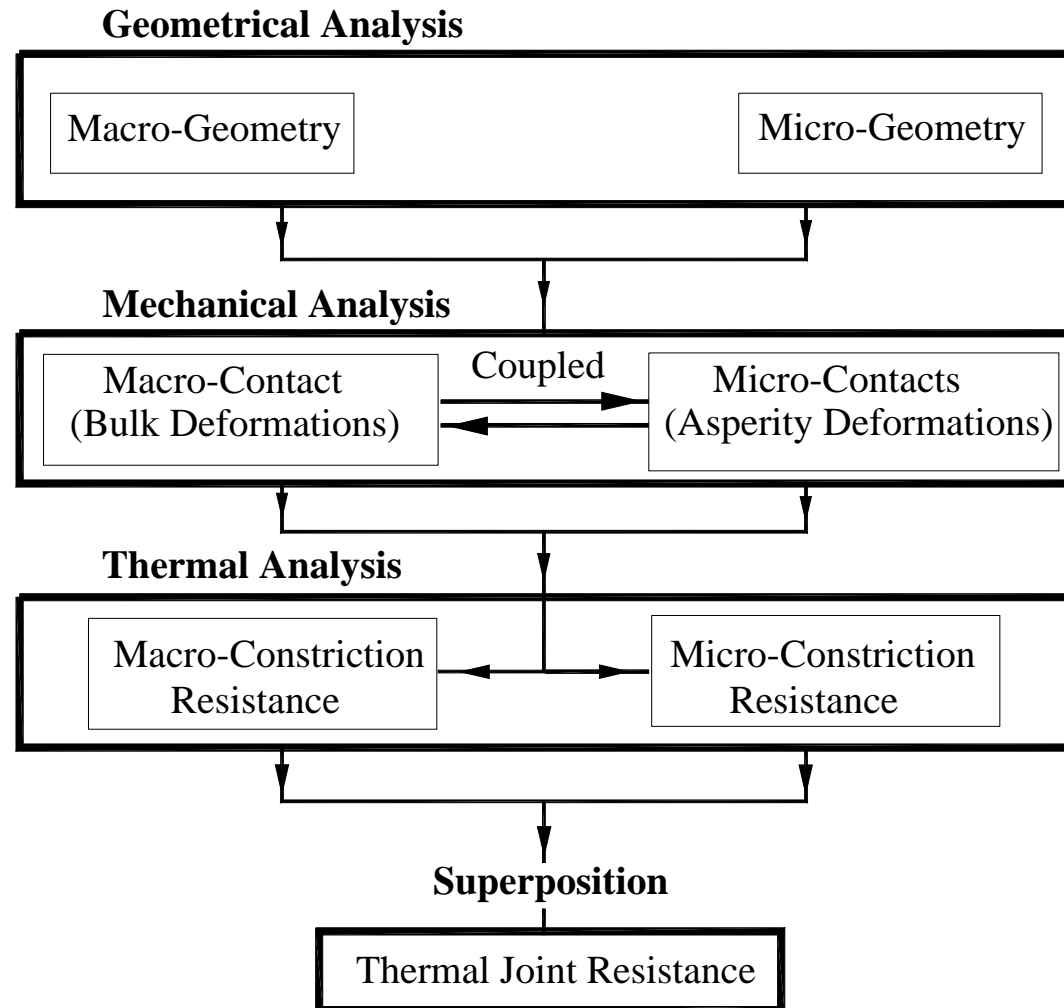 Geometrical Analysis
Macro-Geometry
Micro-Geometry
Mechanical Analysis
Macro-Contact
(Bulk Deformations)
Coupled
Micro-Contacts
(Asperity Deformations)
Thermal Analysis
Macro-Constriction
Resistance
Micro-Constriction
Resistance
Superposition
Thermal Joint Resistance